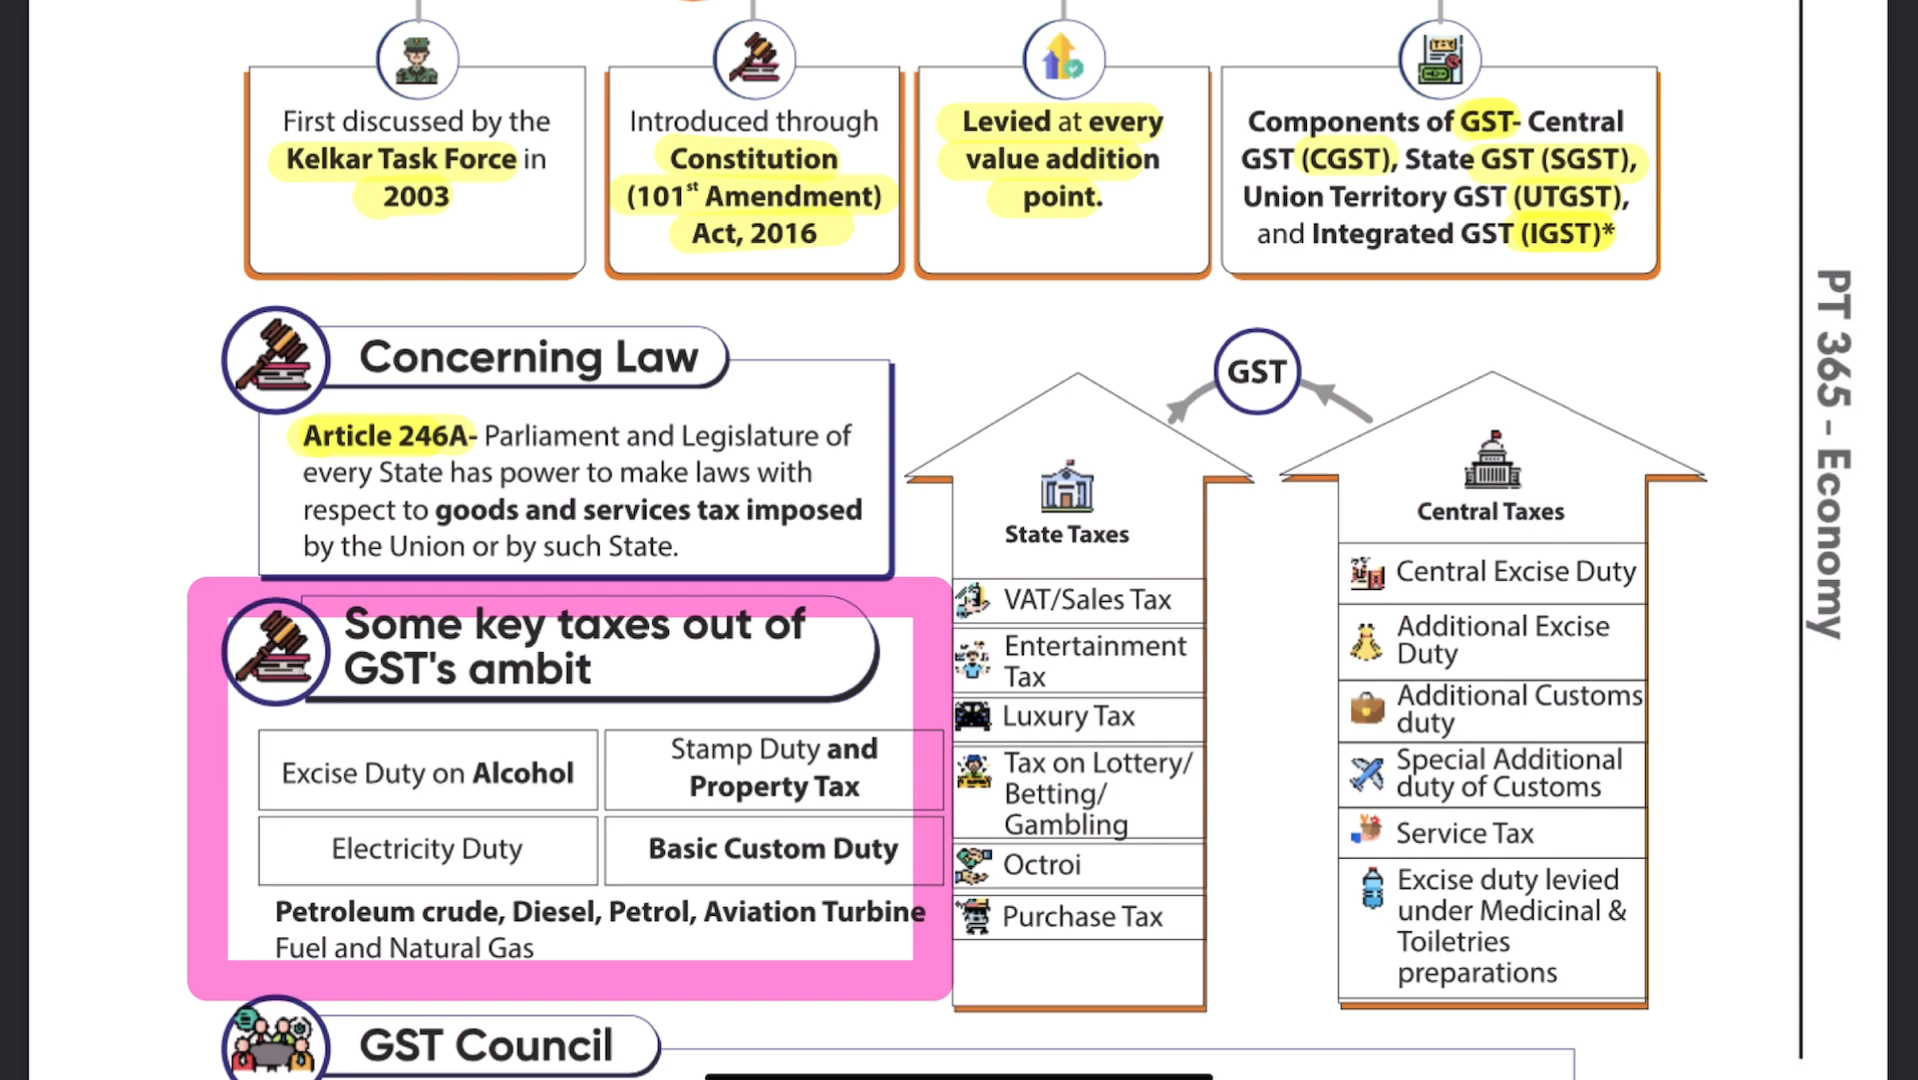 First discussed by the
Kelkar Task Force in
2003
Introduced through
Constitution
(101st Amendment)
Act, 2016
Levied at every
value addition
point.
Components of GST- Central
GST (CGST), State GST (SGST),
Union Territory GST (UTGST),
and Integrated GST (IGST)*
Concerning Law
Article 246A- Parliament and Legislature of
every State has power to make laws with
respect to goods and services tax imposed
by the Union or by such State.
Some key taxes out of
GST's ambit
Excise Duty on Alcohol
Stamp Duty and
Property Tax
Electricity Duty
Basic Custom Duty
Petroleum crude, Diesel, Petrol, Aviation Turbine
Fuel and Natural Gas
GST
State Taxes
VAT/Sales Tax
Entertainment
Tax
Luxury Tax
Tax on Lottery/
Betting/
Gambling
Octroi
Purchase Tax
Central Taxes
Central Excise Duty
Additional Excise
Duty
Additional Customs
duty
Special Additional
duty of Customs
Service Tax
Excise duty levied
under Medicinal &
Toiletries
preparations
GST Council
PT 365 - Economy